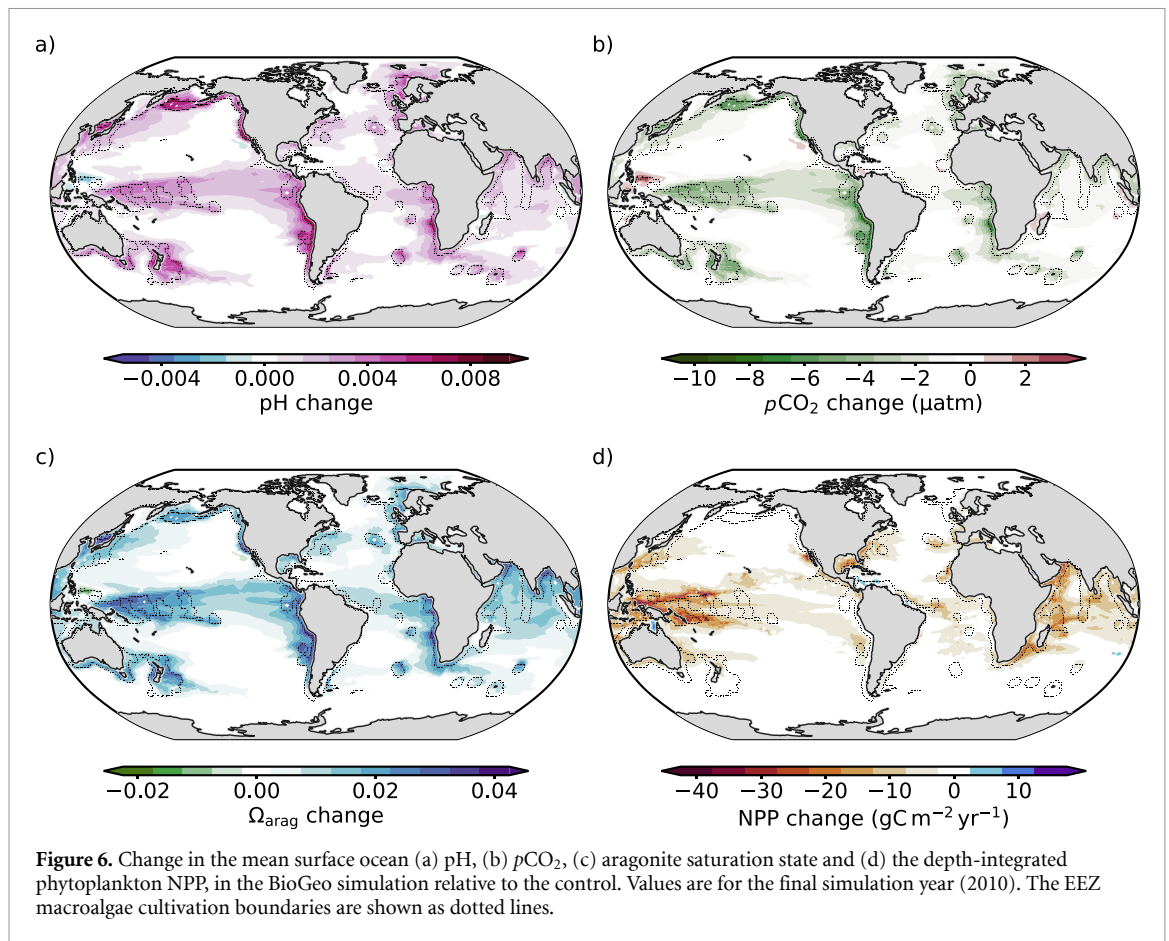 a)
b)
−0.004 0.000 0.004 0.008
pH change
−10 −8 −6 −4 −2 0 2
pCO₂ change (μatm)
c)
d)
−0.02 0.00 0.02 0.04
Ωarag change
−40 −30 −20 −10 0 10
NPP change (gC m⁻² yr⁻¹)
Figure 6. Change in the mean surface ocean (a) pH, (b) pCO₂, (c) aragonite saturation state and (d) the depth-integrated
phytoplankton NPP, in the BioGeo simulation relative to the control. Values are for the final simulation year (2010). The EEZ
macroalgae cultivation boundaries are shown as dotted lines.